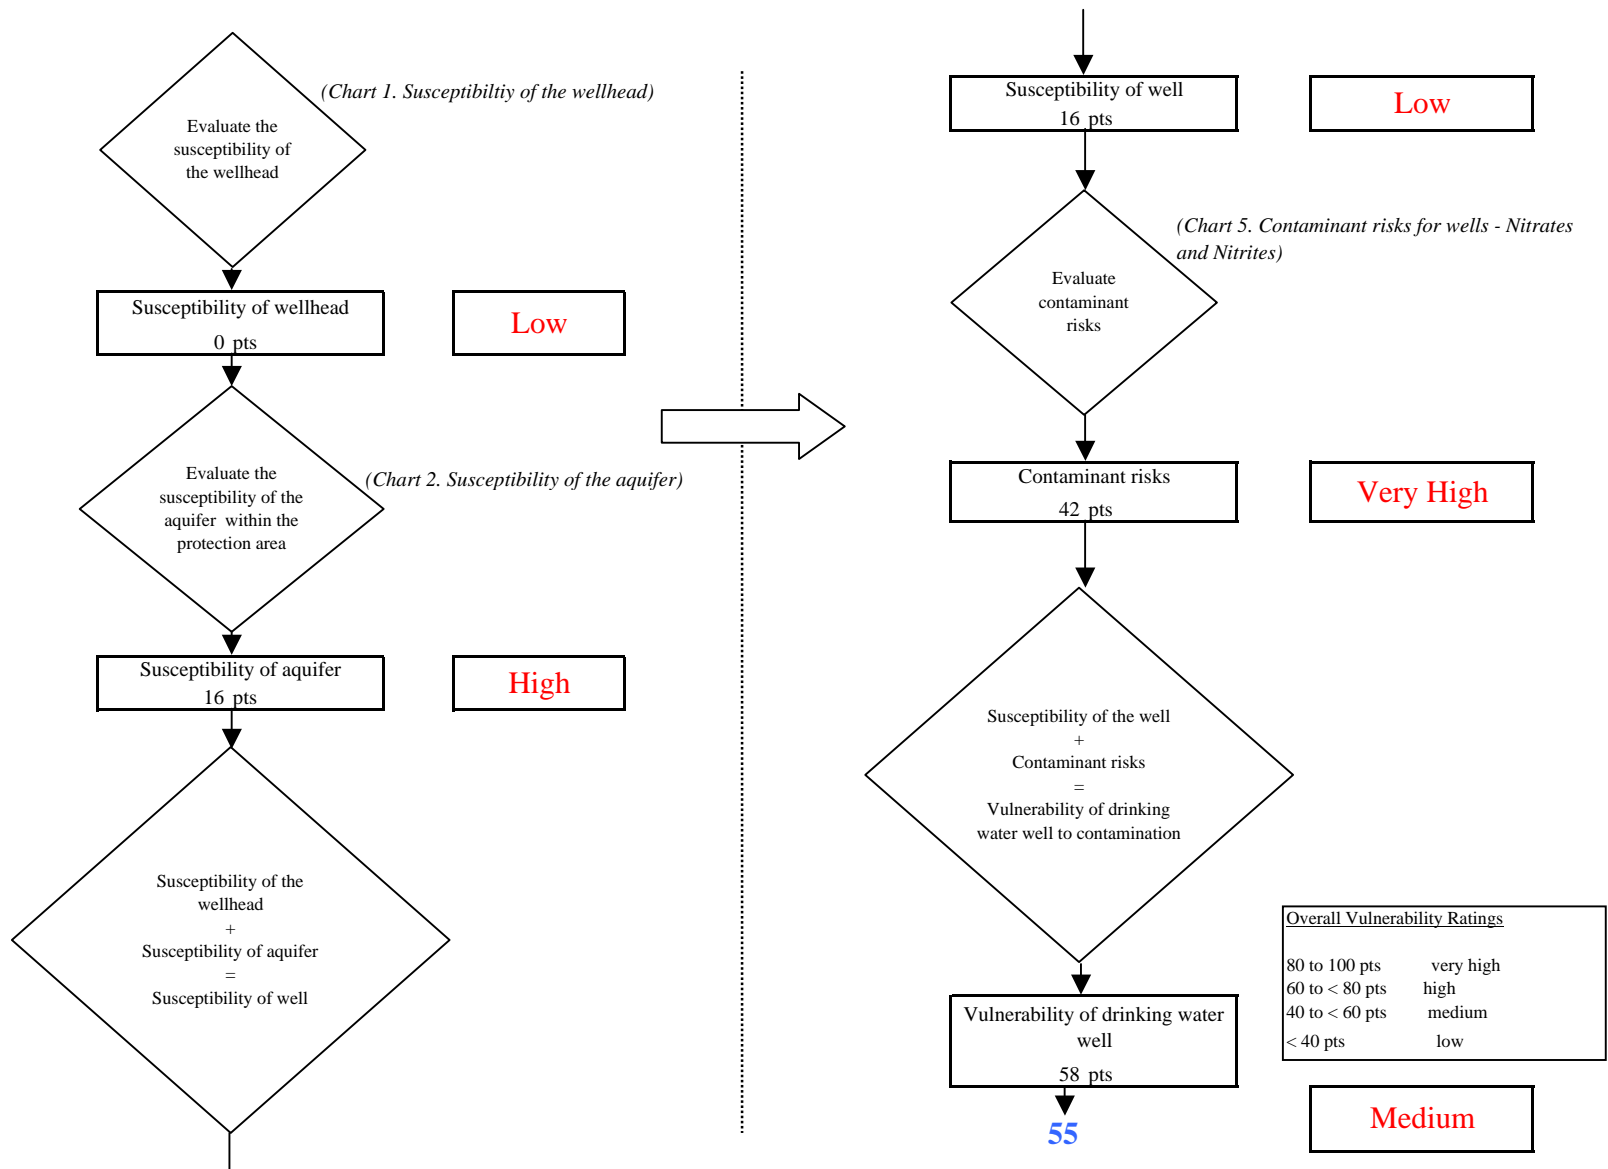 (Chart 1. Susceptibiltiy of the wellhead)
Evaluate the
susceptibility of
the wellhead
Susceptibility of wellhead
0 pts
Low
Evaluate the
susceptibility of the
aquifer within the
protection area
(Chart 2. Susceptibility of the aquifer)
Susceptibility of aquifer
16 pts
High
Susceptibility of the
wellhead
+
Susceptibility of aquifer
=
Susceptibility of well
Susceptibility of well
16 pts
Low
(Chart 5. Contaminant risks for wells - Nitrates
and Nitrites)
Evaluate
contaminant
risks
Contaminant risks
42 pts
Very High
Susceptibility of the well
+
Contaminant risks
=
Vulnerability of drinking
water well to contamination
Vulnerability of drinking water
well
58 pts
55
Overall Vulnerability Ratings
80 to 100 pts very high
60 to < 80 pts high
40 to < 60 pts medium
< 40 pts low
Medium